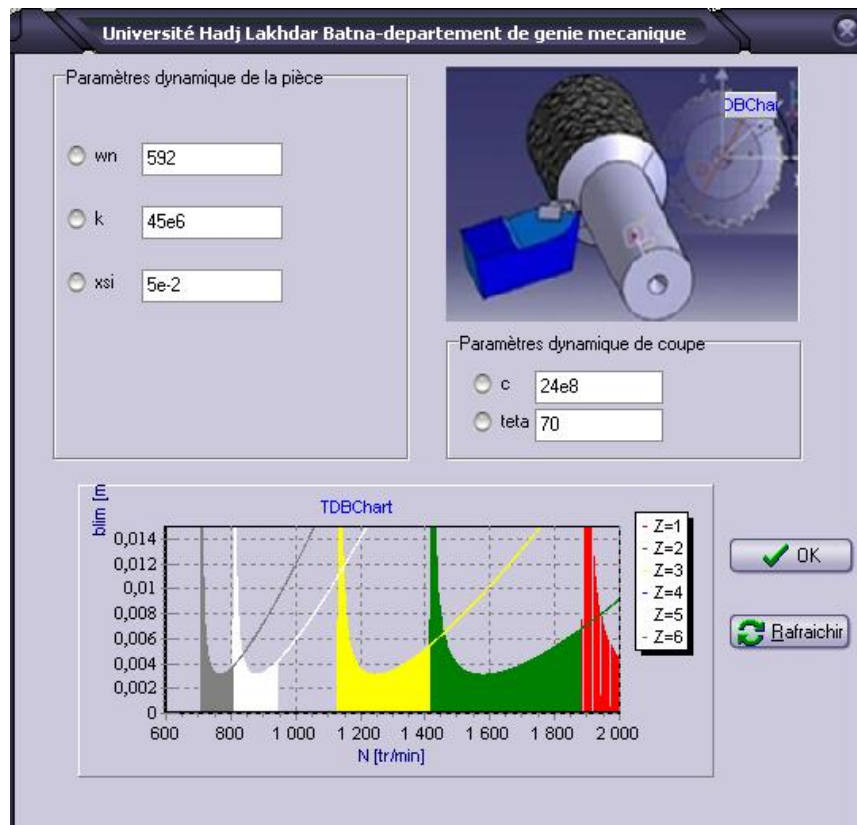 Université Hadj Lakhdar Batna-departement de genie mecanique
Paramètres dynamique de la pièce
wn 592
k 45e6
xsi 5e-2
DBChar
Paramètres dynamique de coupe
c 24e8
teta 70
TDBChart
blim [m
0,014
0,012
0,01
0,008
0,006
0,004
0,002
0
600 800 1 000 1 200 1 400 1 600 1 800 2 000
N [tr/min]
Z=1
Z=2
Z=3
Z=4
Z=5
Z=6
OK
Rafraichir